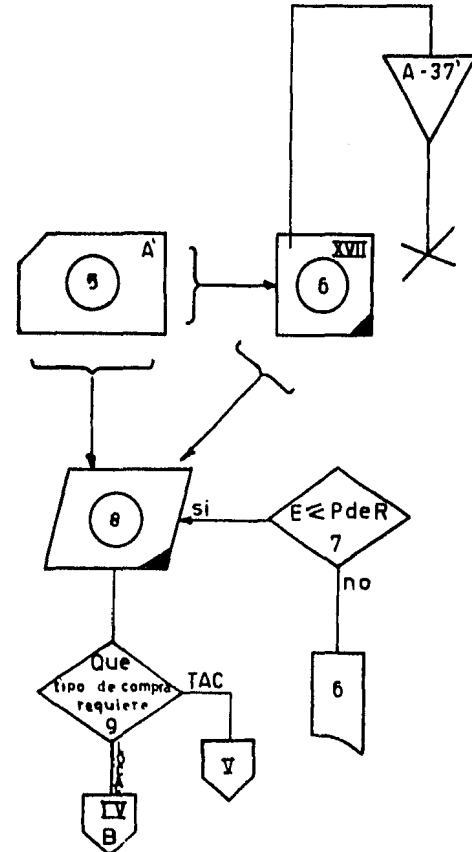 A-37'
A'
5
XVII
6
8
si
E ≤ PdeR
7
no
6
Que
tipo de compra
requiere
9
TAC
V
IV
B